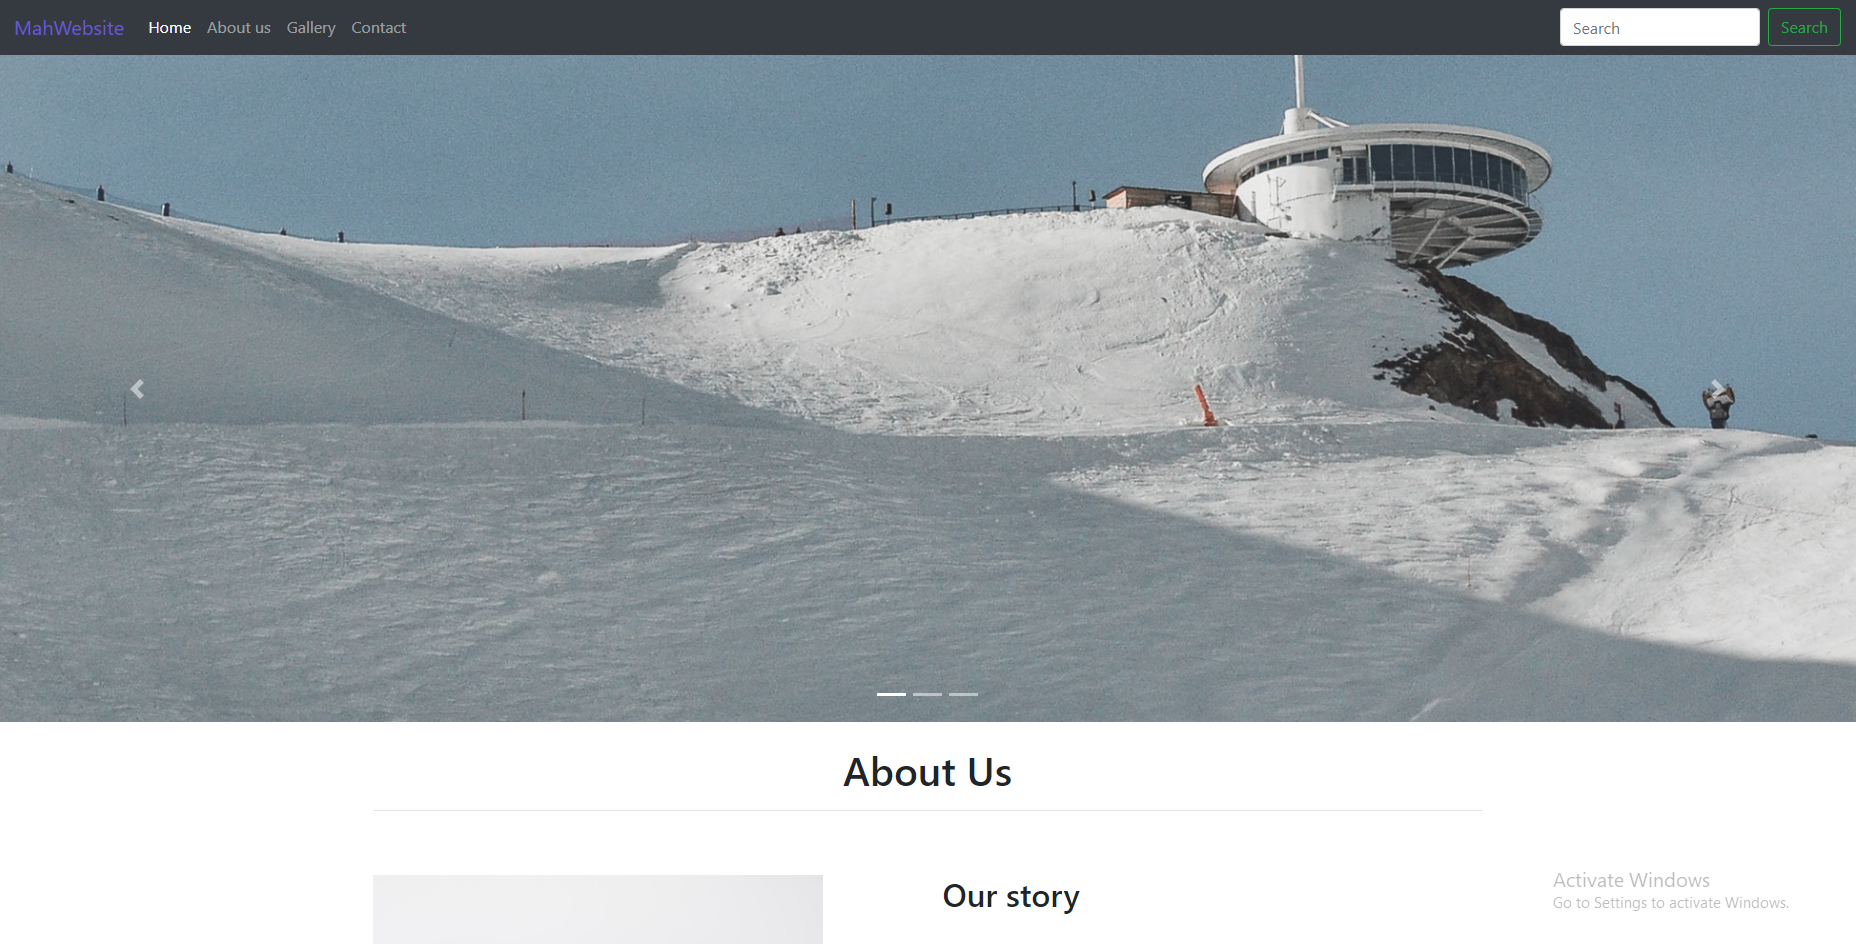 MahWebsite Home About us Gallery Contact Search Search
About Us
Our story
Activate Windows
Go to Settings to activate Windows.